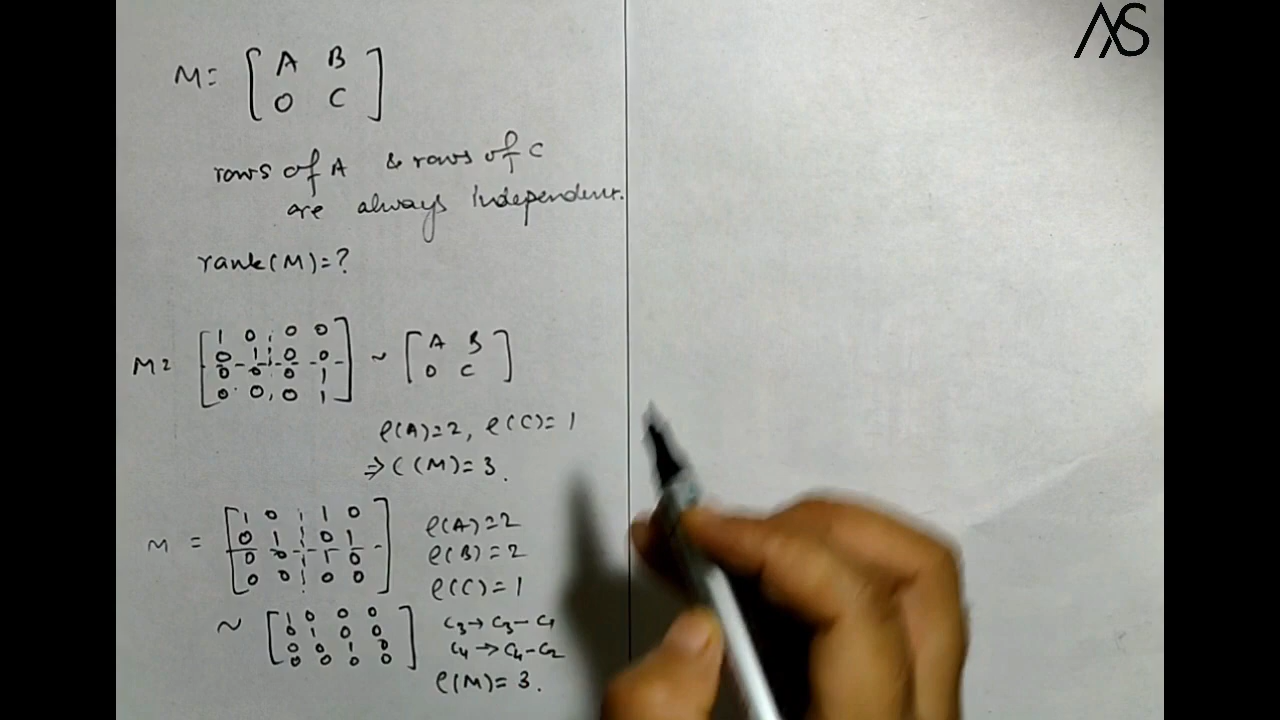 AS
M = [ A B
O C ]
rows of A & rows of C
are always independent.
rank(M)=?
M = [ 1 0 0 0
0 1 0 0
0 0 0 1
0 0 0 1 ] ~ [ A B
O C ]
ρ(A)=2, ρ(C)=1
⇒ ρ(M)=3.
M = [ 1 0 1 0
0 1 0 1
0 0 1 0
0 0 0 0 ]
ρ(A)=2
ρ(B)=2
ρ(C)=1
~ [ 1 0 0 0
0 1 0 0
0 0 1 0
0 0 0 0 ]
C₃→C₃-C₁
C₄→C₄-C₂
ρ(M)=3.